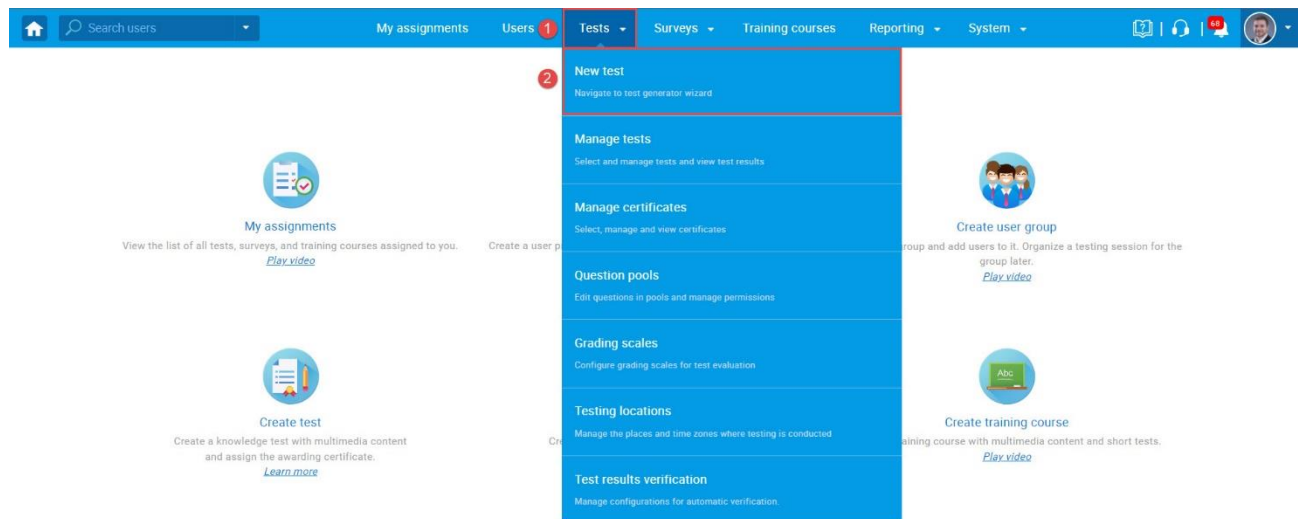 Search users
My assignments
Users
1
Tests
Surveys
Training courses
Reporting
System
68
2
New test
Navigate to test generator wizard
Manage tests
Select and manage tests and view test results
Manage certificates
Select, manage and view certificates
Question pools
Edit questions in pools and manage permissions
Grading scales
Configure grading scales for test evaluation
Testing locations
Manage the places and time zones where testing is conducted
Test results verification
Manage configurations for automatic verification.
My assignments
View the list of all tests, surveys, and training courses assigned to you.
Play video
Create a user
Create user group
and add users to it. Organize a testing session for the
group later.
Play video
Create test
Create a knowledge test with multimedia content
and assign the awarding certificate.
Learn more
Abc
Create training course
course with multimedia content and short tests.
Play video